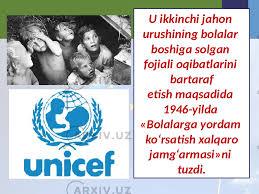 U ikkinchi jahon
urushining bolalar
boshiga solgan
fojiali oqibatlarini
bartaraf
etish maqsadida
1946-yilda
«Bolalarga yordam
ko‘rsatish xalqaro
jamg‘armasi»ni
tuzdi.
unicef
ARXIV.UZ